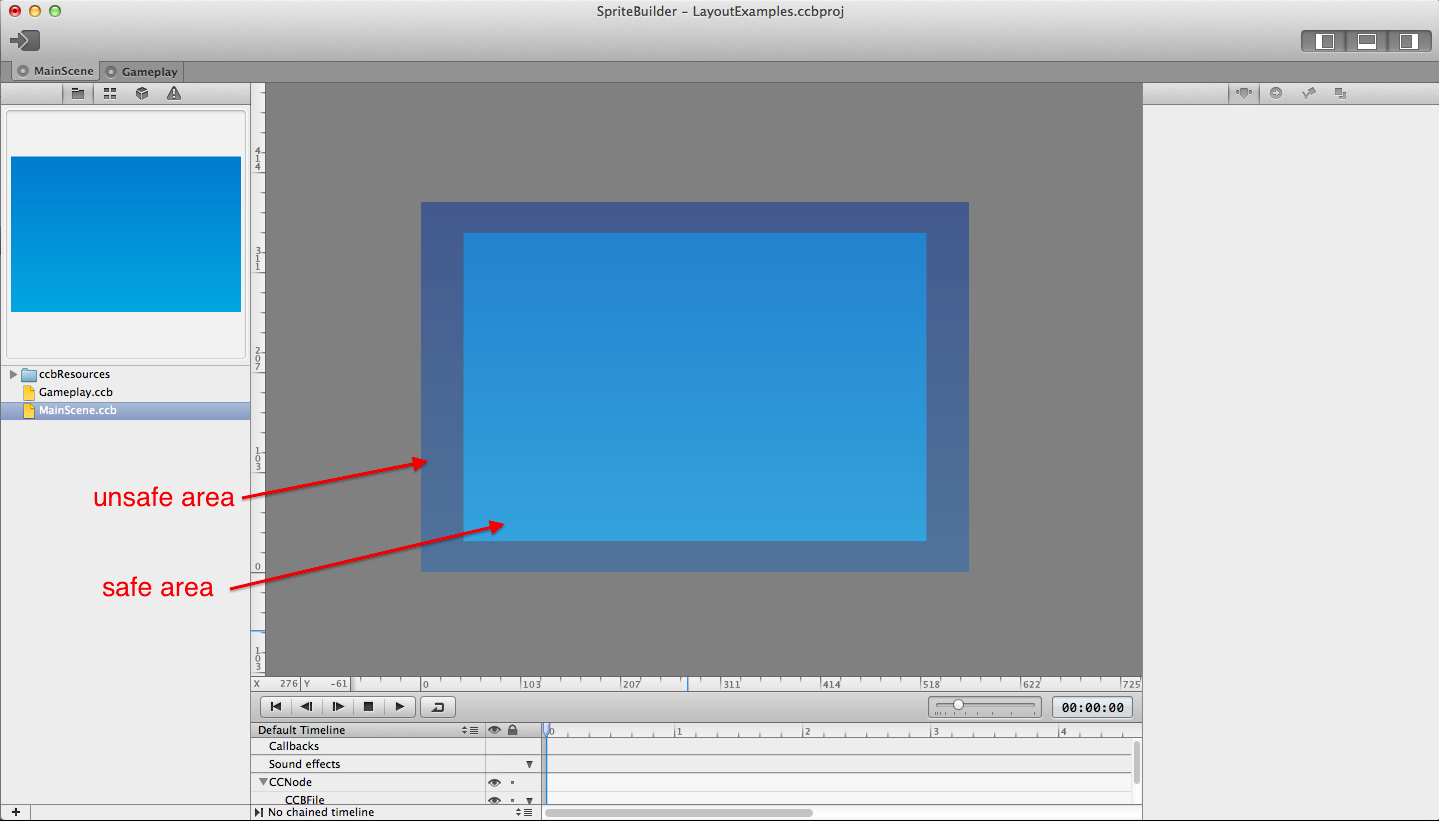 SpriteBuilder – LayoutExamples.ccbproj
MainScene
Gameplay
ccbResources
Gameplay.ccb
MainScene.ccb
unsafe area
safe area
414
311
207
103
0
103
X 276 Y -61
0 103 207 311 414 518 622 725
00:00:00
Default Timeline
0 1 2 3 4
Callbacks
Sound effects
CCNode
CCBFile
No chained timeline